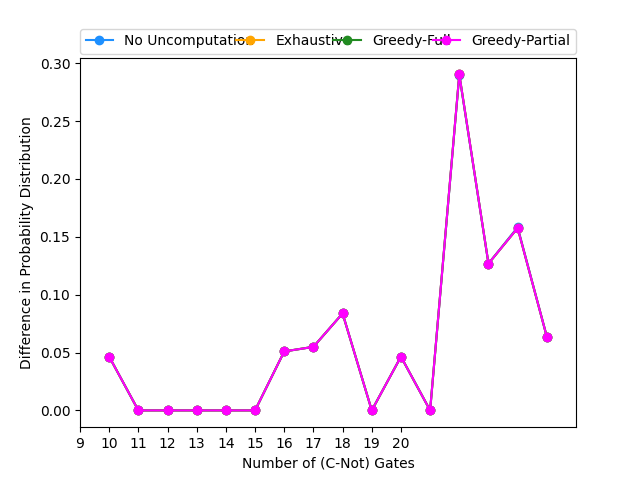 No Uncomputation Exhaustive Greedy-Full Greedy-Partial
0.30
0.25
0.20
0.15
0.10
0.05
0.00
Difference in Probability Distribution
9 10 11 12 13 14 15 16 17 18 19 20
Number of (C-Not) Gates